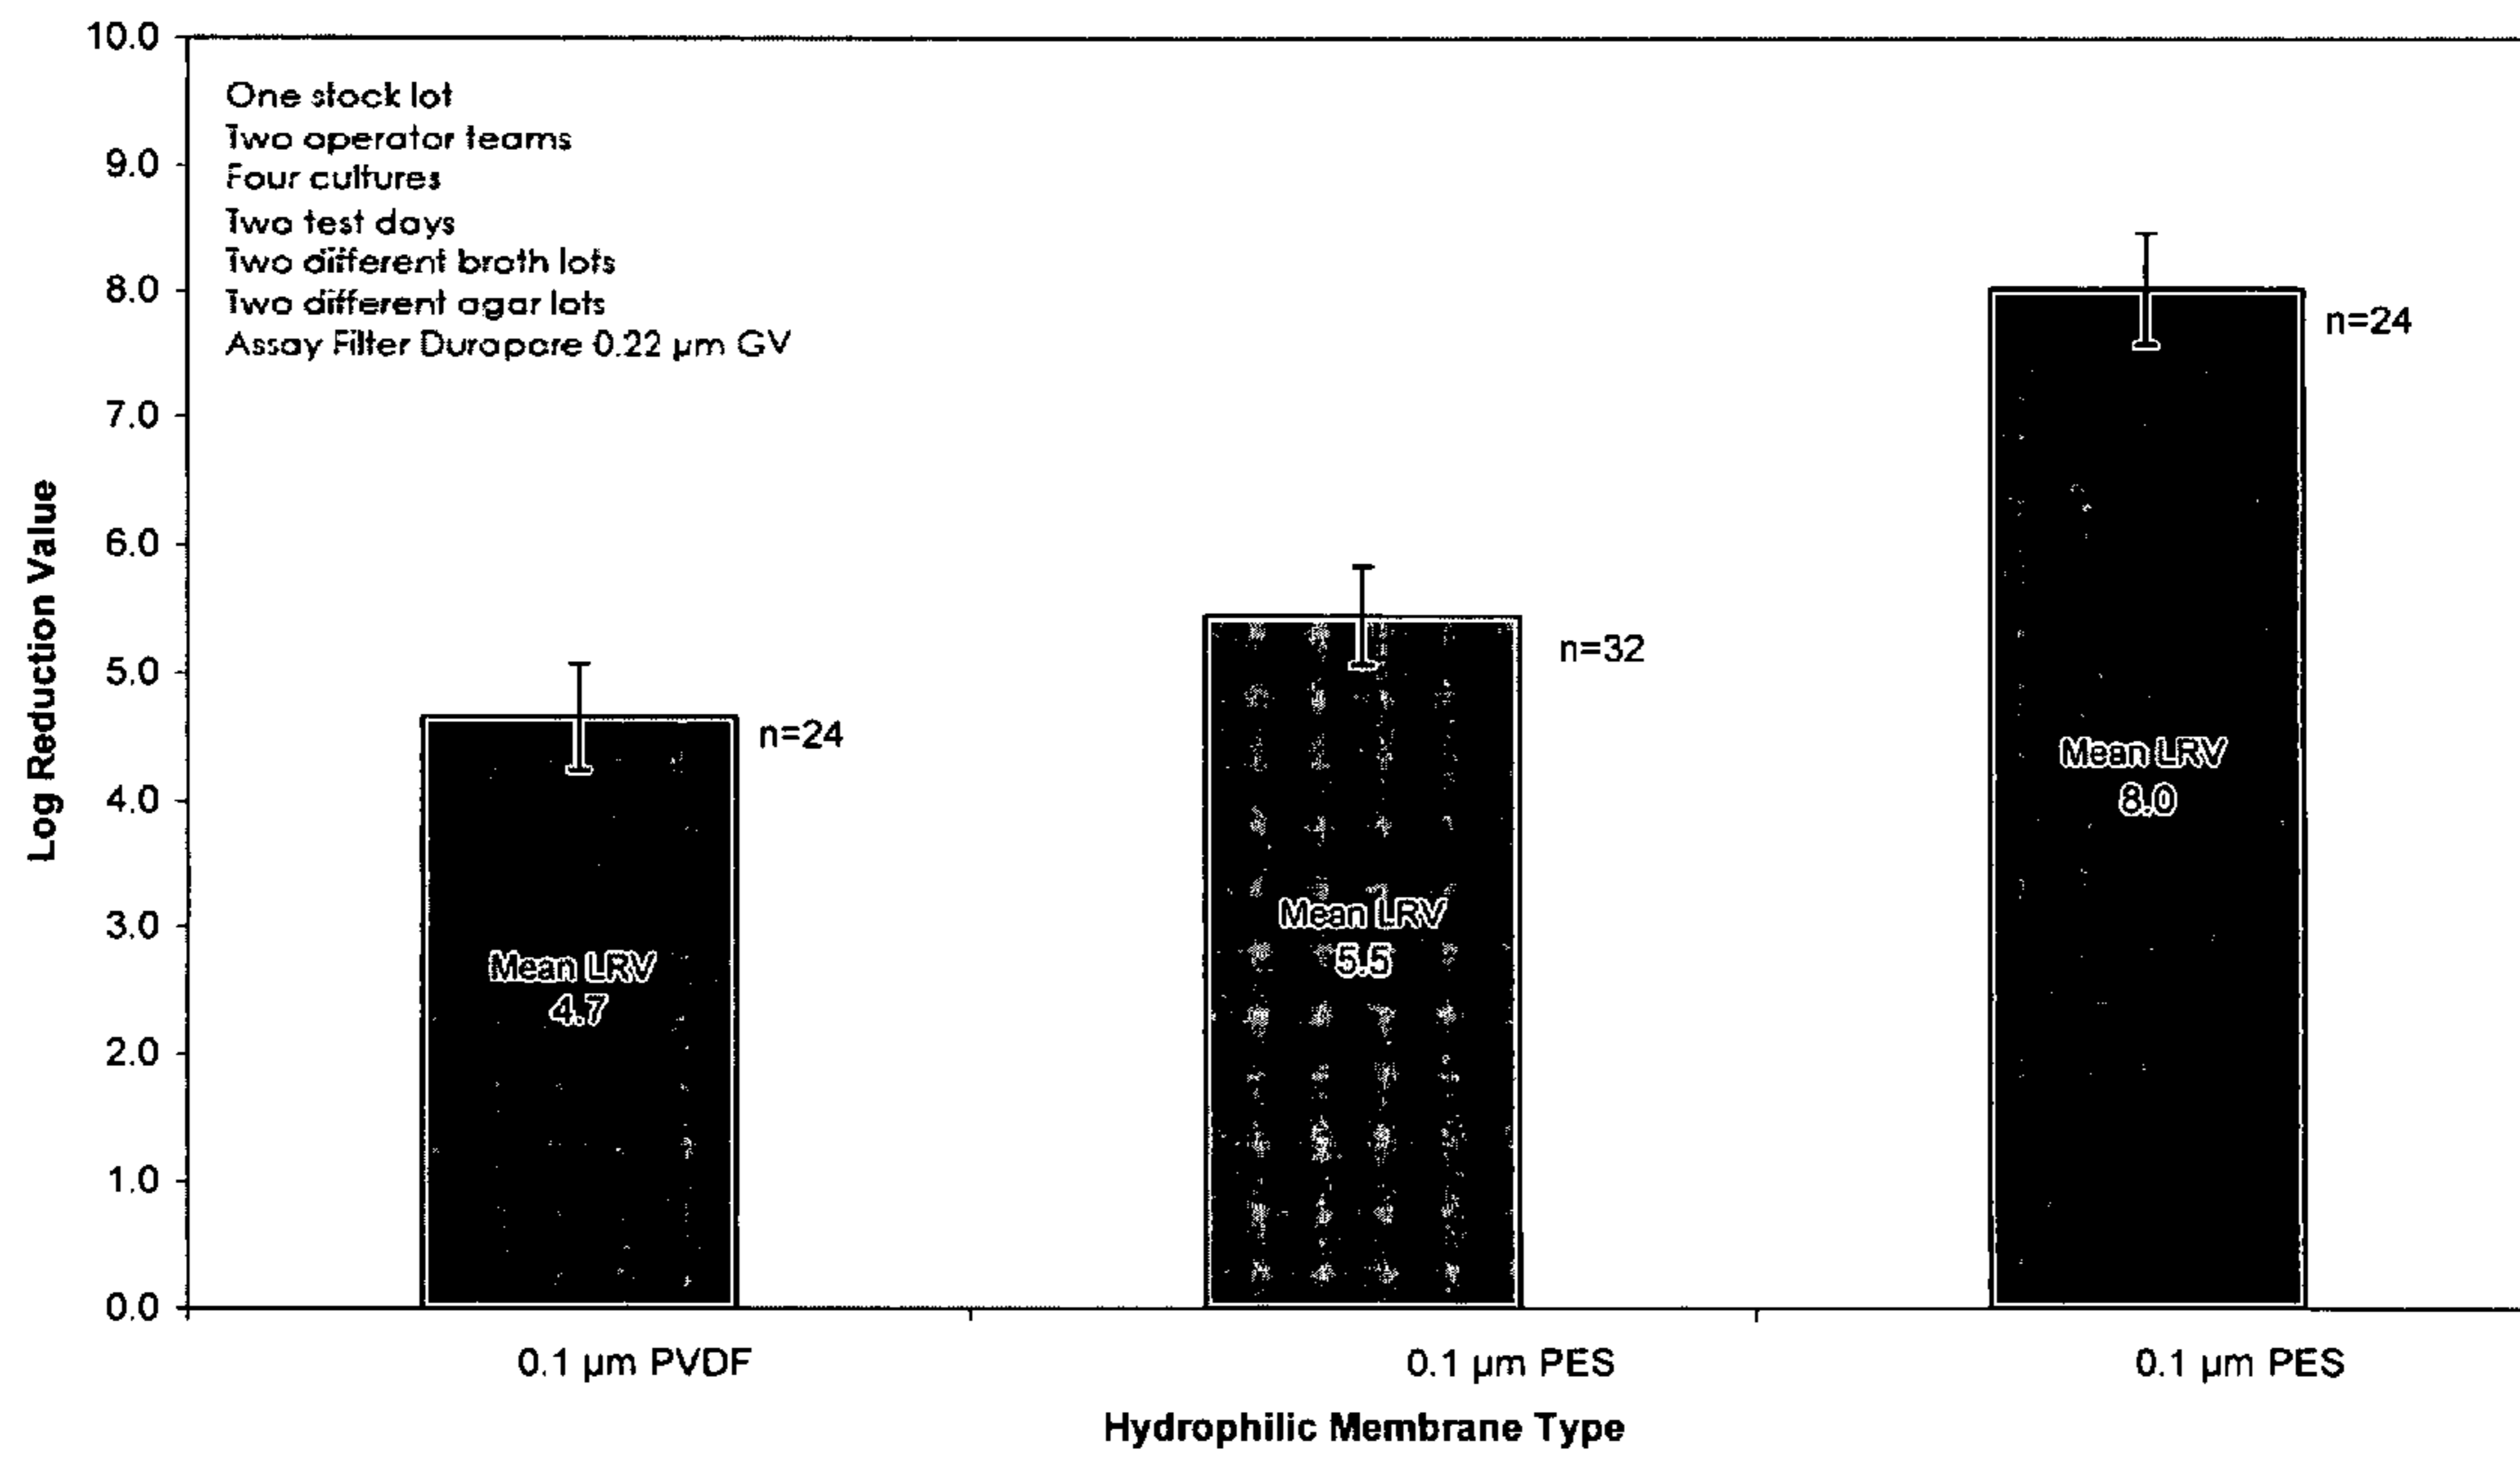 10.0
9.0
8.0
7.0
6.0
5.0
4.0
3.0
2.0
1.0
0.0
Log Reduction Value
One stock lot
Two operator teams
Four cultures
Two test days
Two different broth lots
Two different agar lots
Assay Filter Durapore 0.22 µm GV
n=24
Mean LRV
4.7
n=32
Mean LRV
5.5
n=24
Mean LRV
8.0
0.1 µm PVDF
0.1 µm PES
0.1 µm PES
Hydrophilic Membrane Type